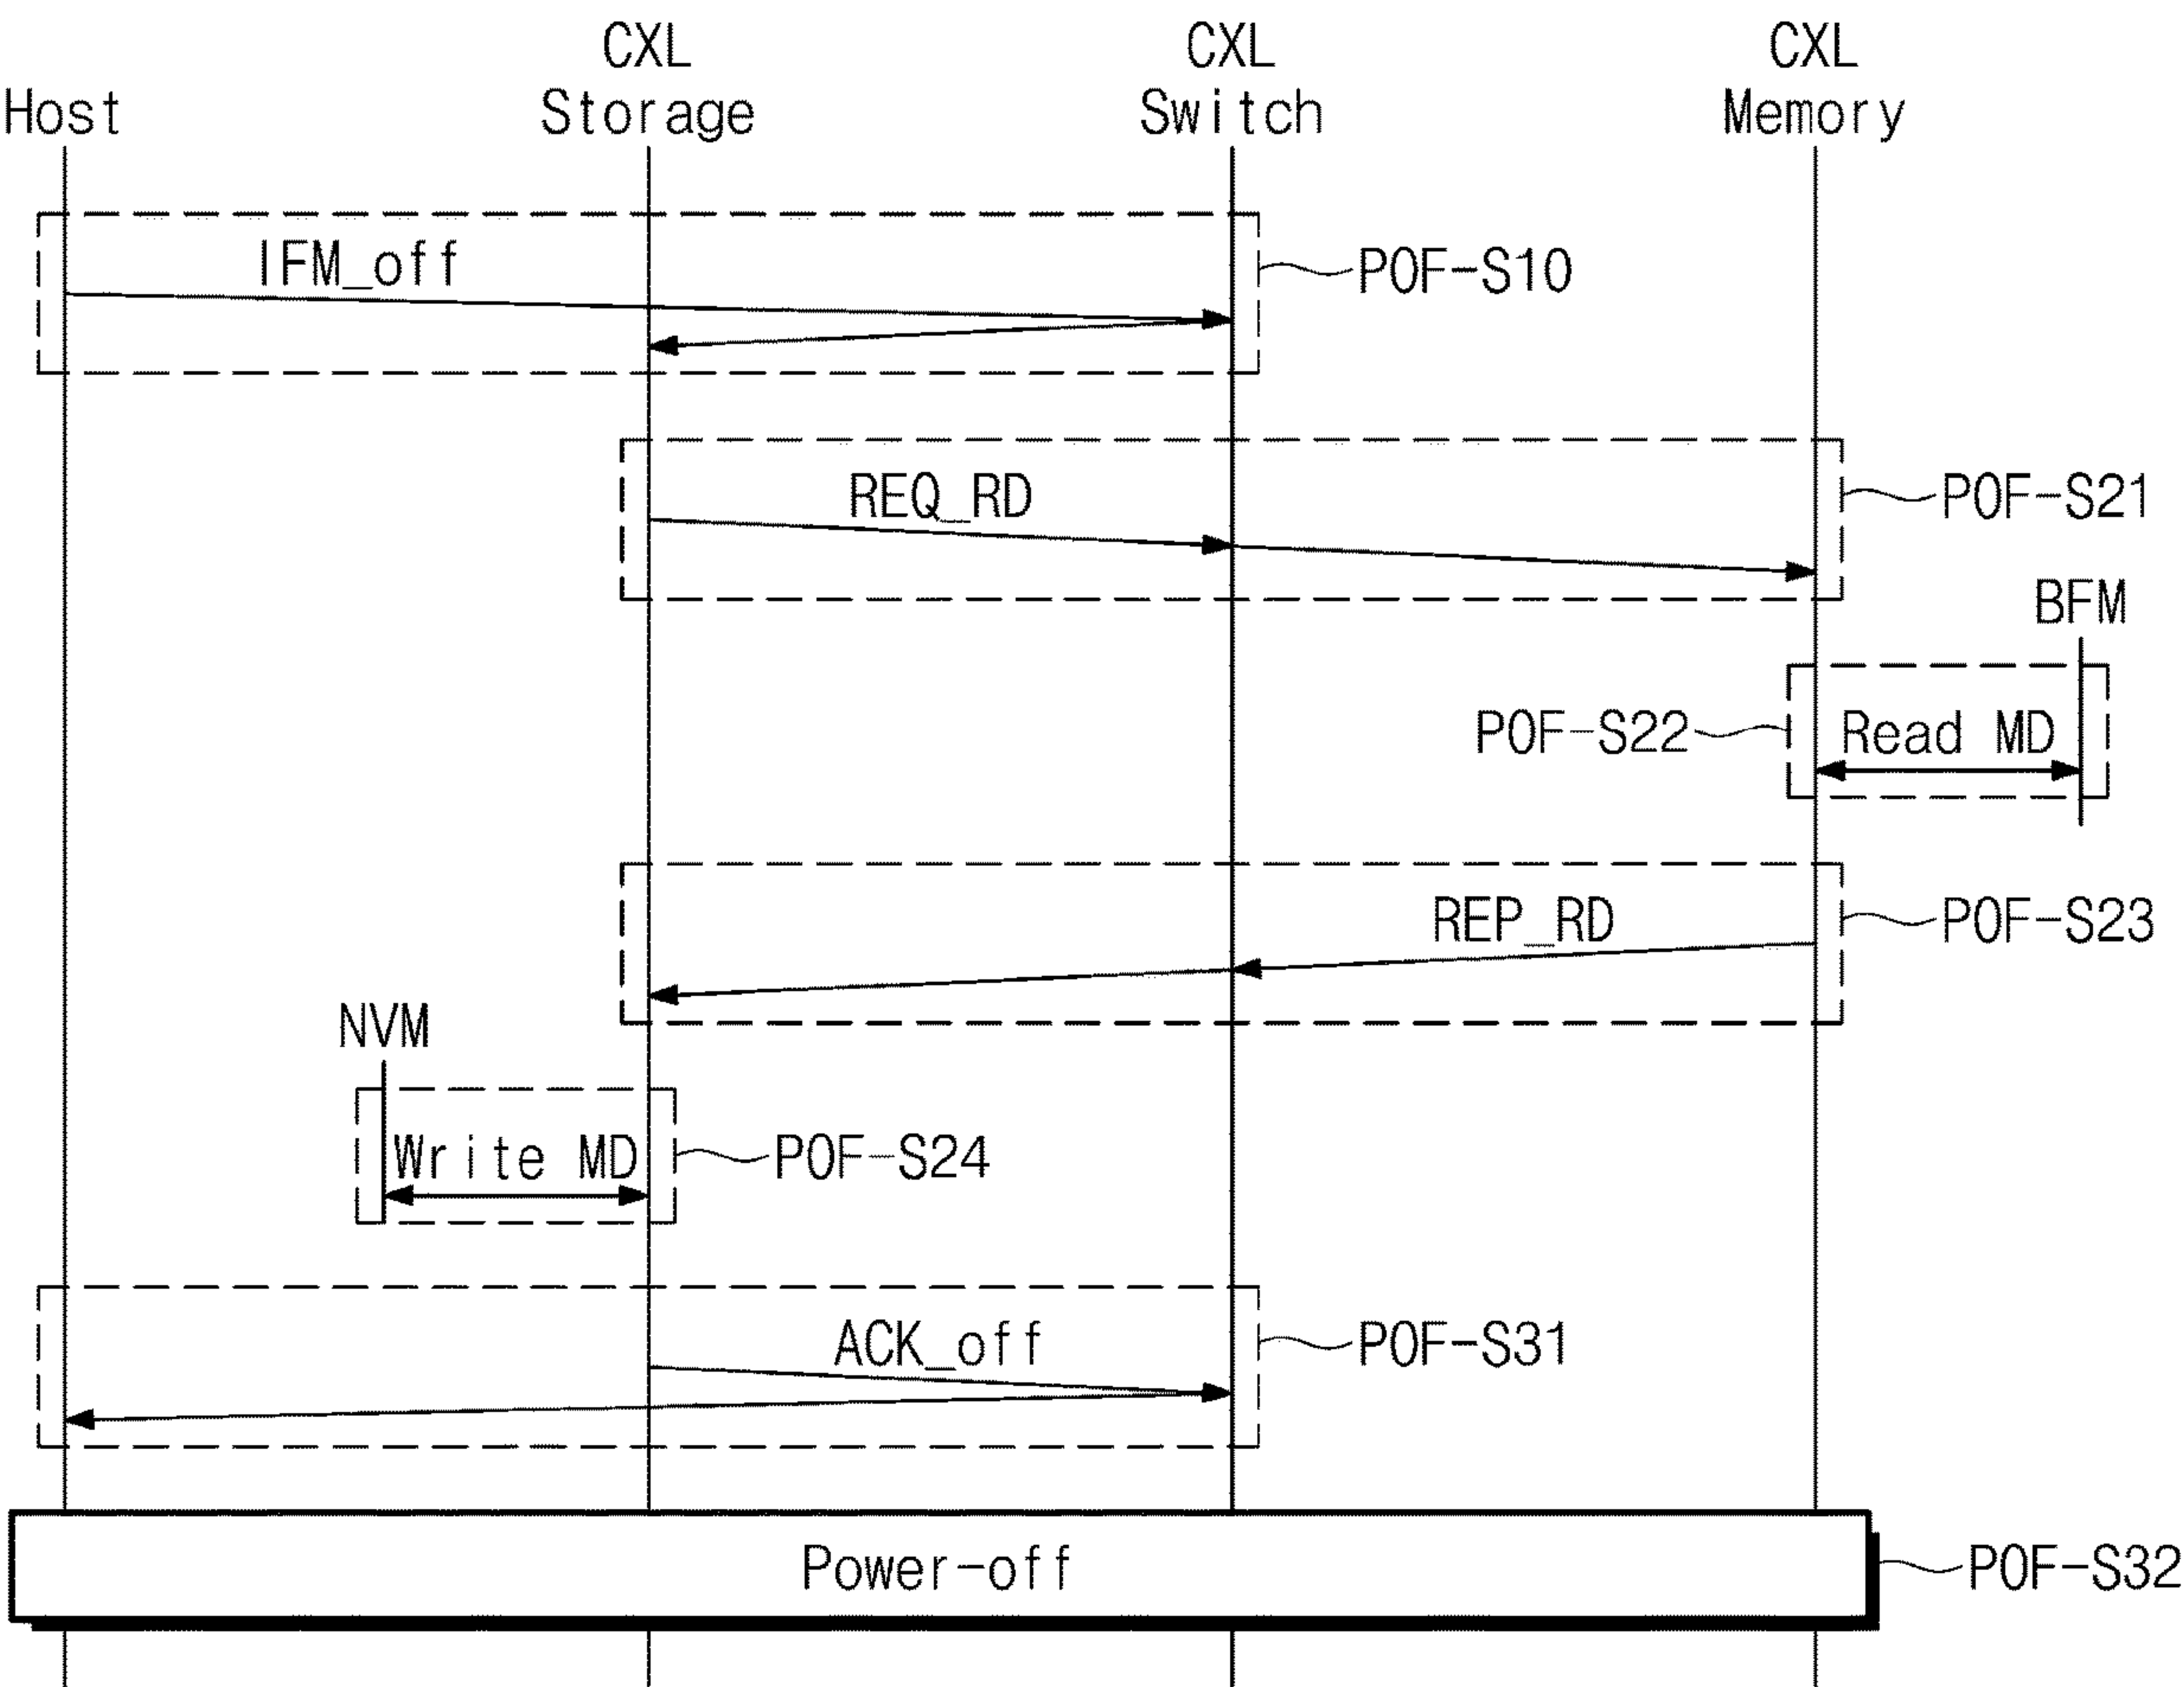 Host
CXL
Storage
CXL
Switch
CXL
Memory
IFM_off
POF-S10
REQ_RD
POF-S21
BFM
POF-S22
Read MD
REP_RD
POF-S23
NVM
Write MD
POF-S24
ACK_off
POF-S31
Power-off
POF-S32